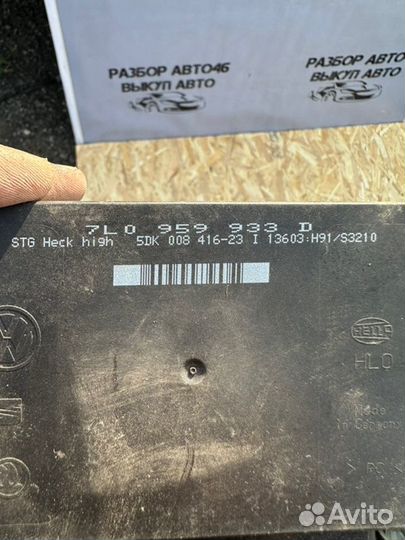 РАЗБОР АВТО46
ВЫКУП АВТО
РАЗБОР АВТО46
ВЫКУП АВТО
7L0 959 933 D
STG Heck high 5DK 008 416-23 I 13603:H91/S3210
HELLA
HLO
Made
in Germany
> PC <
Avito